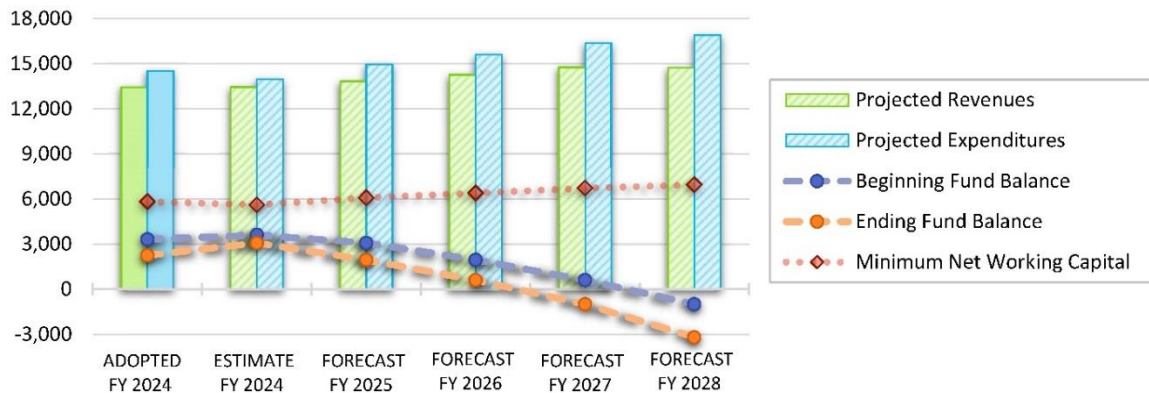 18,000
15,000
12,000
9,000
6,000
3,000
0
-3,000
ADOPTED
FY 2024
ESTIMATE
FY 2024
FORECAST
FY 2025
FORECAST
FY 2026
FORECAST
FY 2027
FORECAST
FY 2028
Projected Revenues
Projected Expenditures
Beginning Fund Balance
Ending Fund Balance
Minimum Net Working Capital